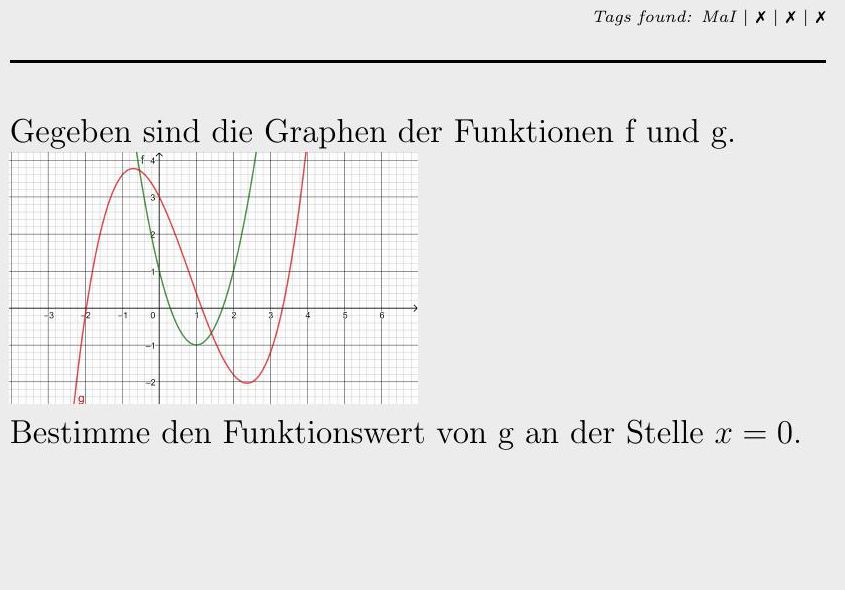 Tags found: MaI | ✗ | ✗ | ✗
Gegeben sind die Graphen der Funktionen f und g.
f 4
3
2
1
-3 -2 -1 0 1 2 3 4 5 6
-1
-2
g
Bestimme den Funktionswert von g an der Stelle x = 0.